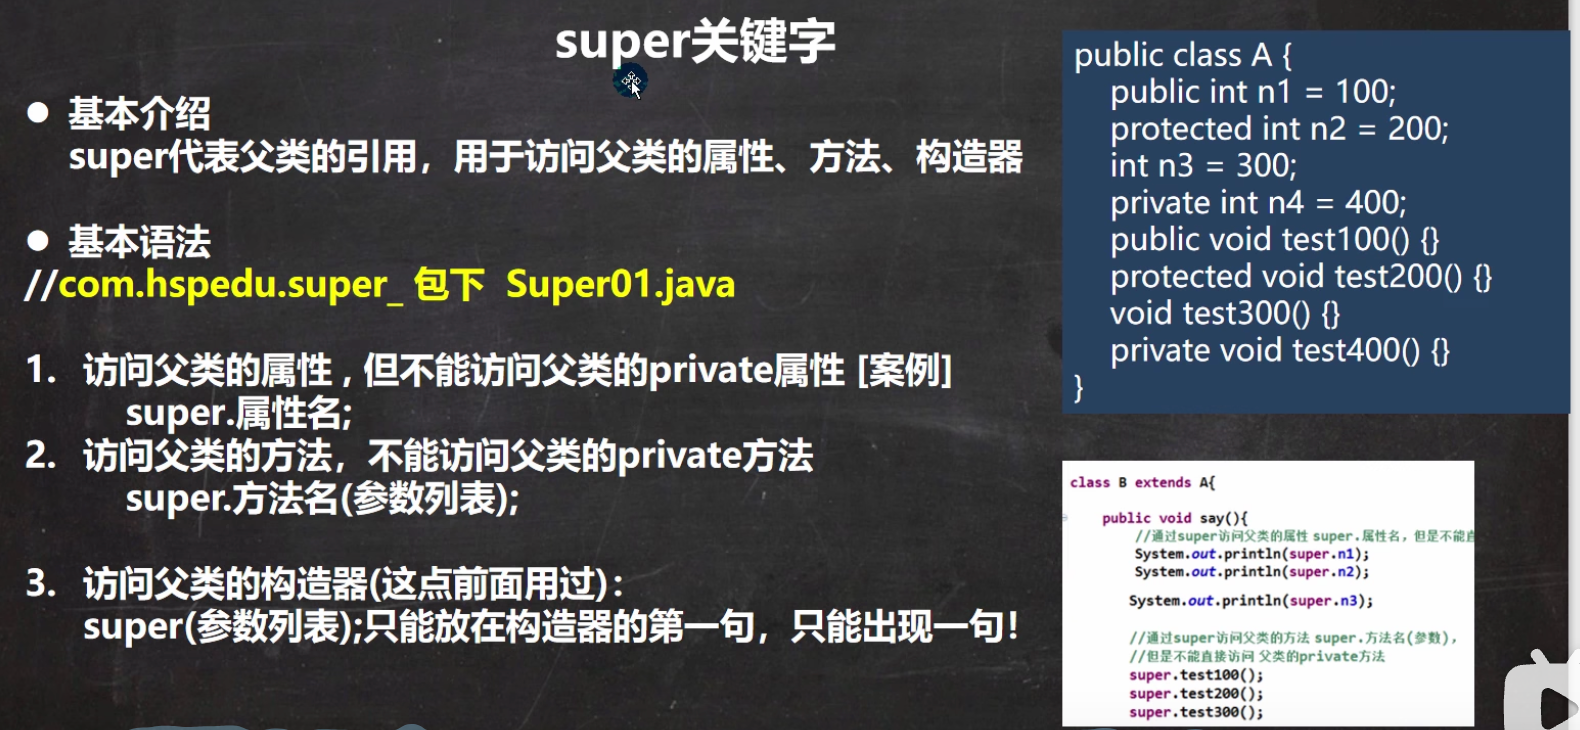 super关键字
● 基本介绍
super代表父类的引用，用于访问父类的属性、方法、构造器
● 基本语法
//com.hspedu.super_ 包下  Super01.java
1. 访问父类的属性 , 但不能访问父类的private属性 [案例]
super.属性名;
2. 访问父类的方法，不能访问父类的private方法
super.方法名(参数列表);
3. 访问父类的构造器(这点前面用过)：
super(参数列表);只能放在构造器的第一句，只能出现一句！
public class A {
public int n1 = 100;
protected int n2 = 200;
int n3 = 300;
private int n4 = 400;
public void test100() {}
protected void test200() {}
void test300() {}
private void test400() {}
}
class B extends A{
public void say(){
//通过super访问父类的属性 super.属性名，但是不能直
System.out.println(super.n1);
System.out.println(super.n2);
System.out.println(super.n3);
//通过super访问父类的方法 super.方法名(参数)，
//但是不能直接访问 父类的private方法
super.test100();
super.test200();
super.test300();